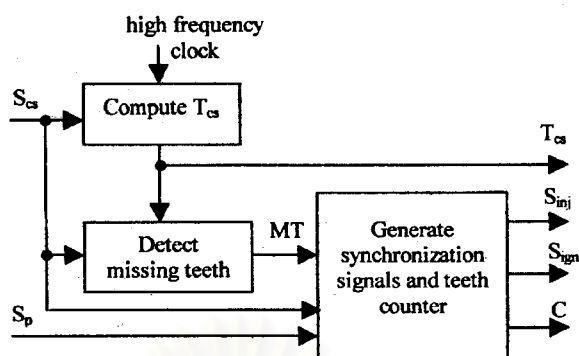 high frequency
clock
S_cs
Compute T_cs
T_cs
S_inj
Detect
missing teeth
MT
Generate
synchronization
signals and teeth
counter
S_ign
S_p
C